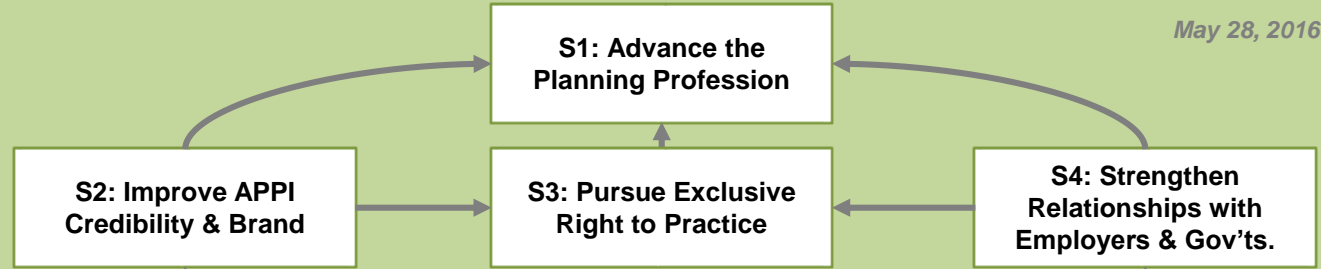 May 28, 2016
S1: Advance the
Planning Profession
S2: Improve APPI
Credibility & Brand
S3: Pursue Exclusive
Right to Practice
S4: Strengthen
Relationships with
Employers & Gov’ts.